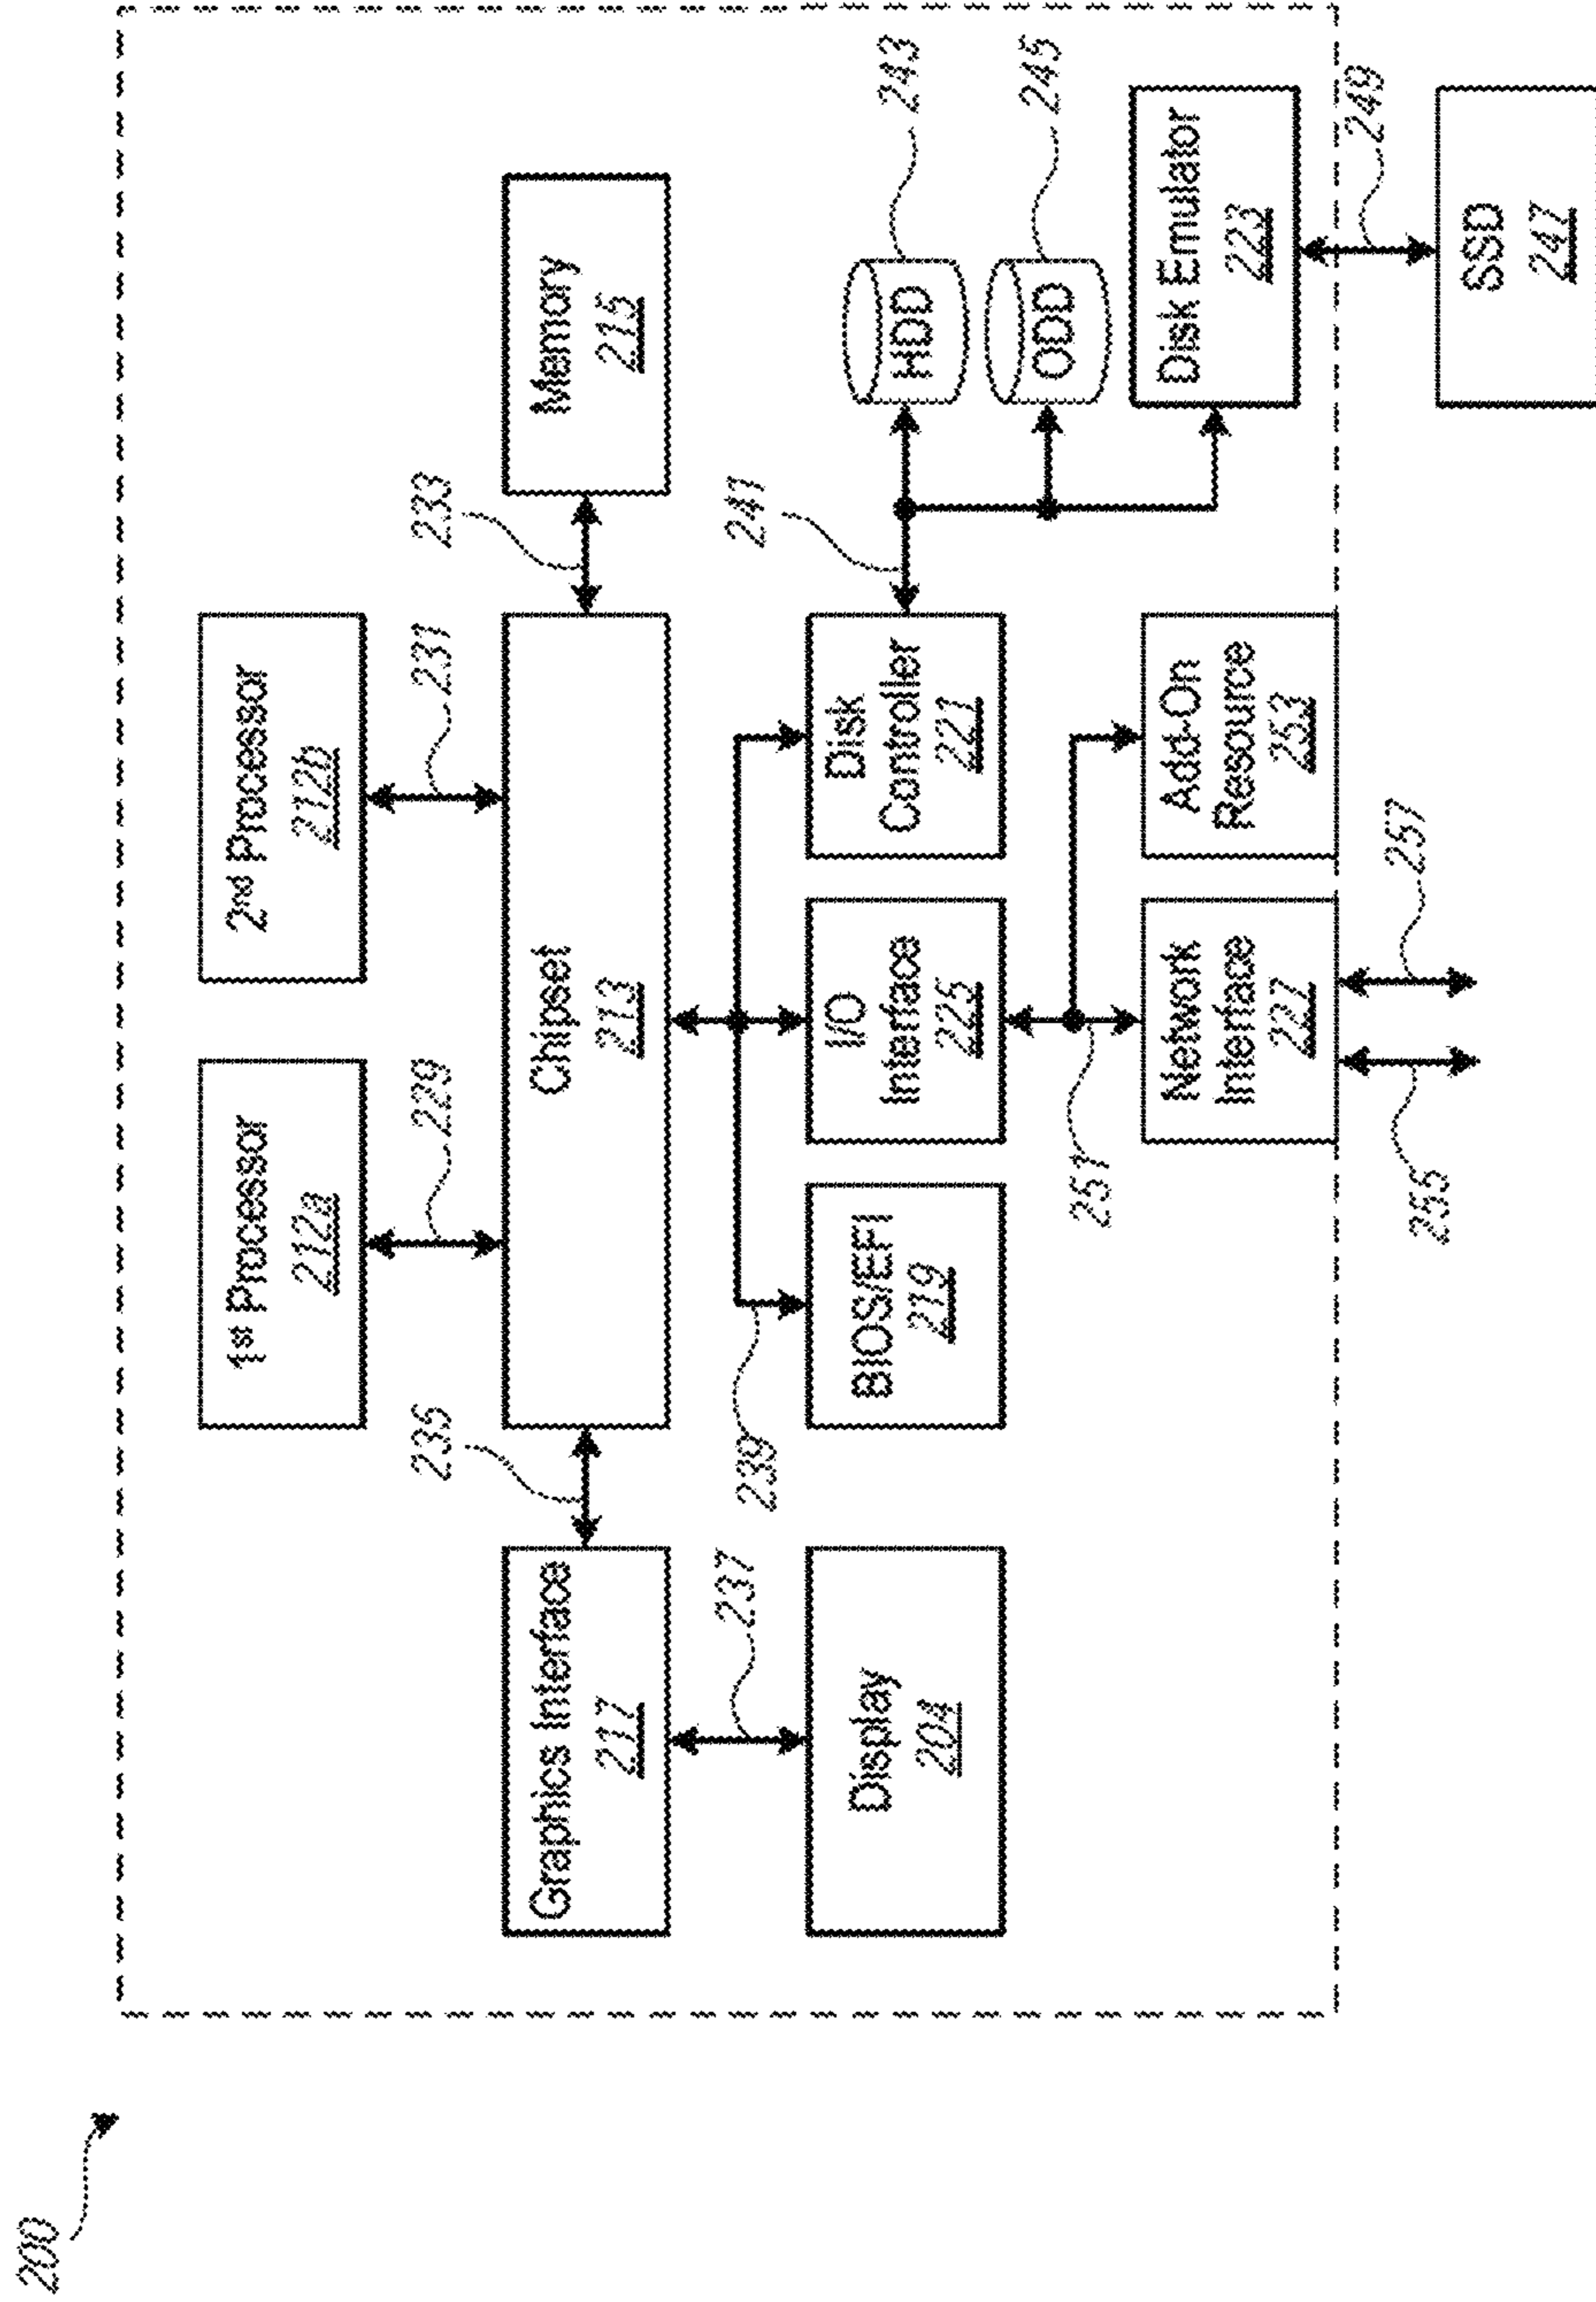 200
1st Processor
212a
2nd Processor
212b
235
229
231
233
Graphics Interface
217
Chipset
213
Memory
215
237
239
241
243
Display
204
BIOS/EFI
219
I/O
Interface
225
Disk
Controller
221
HDD
ODD
245
251
Network
Interface
227
Add-On
Resource
253
Disk Emulator
223
255
257
249
SSD
247